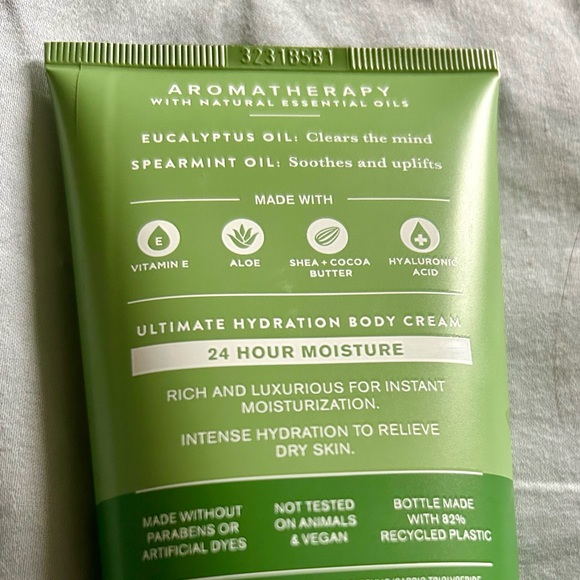 32318581
AROMATHERAPY
WITH NATURAL ESSENTIAL OILS
EUCALYPTUS OIL: Clears the mind
SPEARMINT OIL: Soothes and uplifts
MADE WITH
E
VITAMIN E
ALOE
SHEA + COCOA
BUTTER
HYALURONIC
ACID
ULTIMATE HYDRATION BODY CREAM
24 HOUR MOISTURE
RICH AND LUXURIOUS FOR INSTANT
MOISTURIZATION.
INTENSE HYDRATION TO RELIEVE
DRY SKIN.
MADE WITHOUT
PARABENS OR
ARTIFICIAL DYES
NOT TESTED
ON ANIMALS
& VEGAN
BOTTLE MADE
WITH 82%
RECYCLED PLASTIC